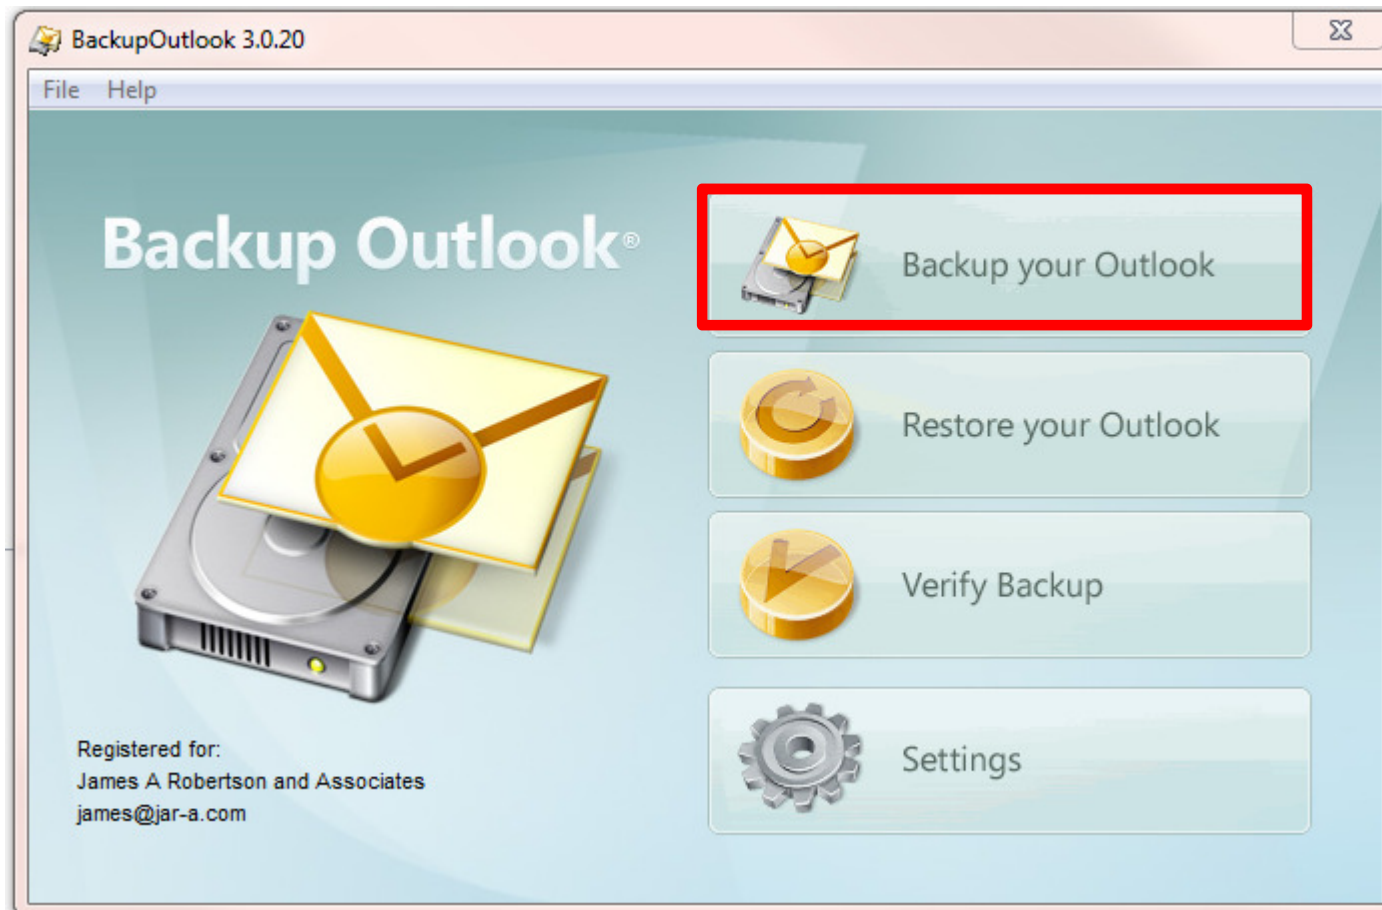 BackupOutlook 3.0.20
File Help
Backup Outlook®
Backup your Outlook
Restore your Outlook
Verify Backup
Settings
Registered for:
James A Robertson and Associates
james@jar-a.com